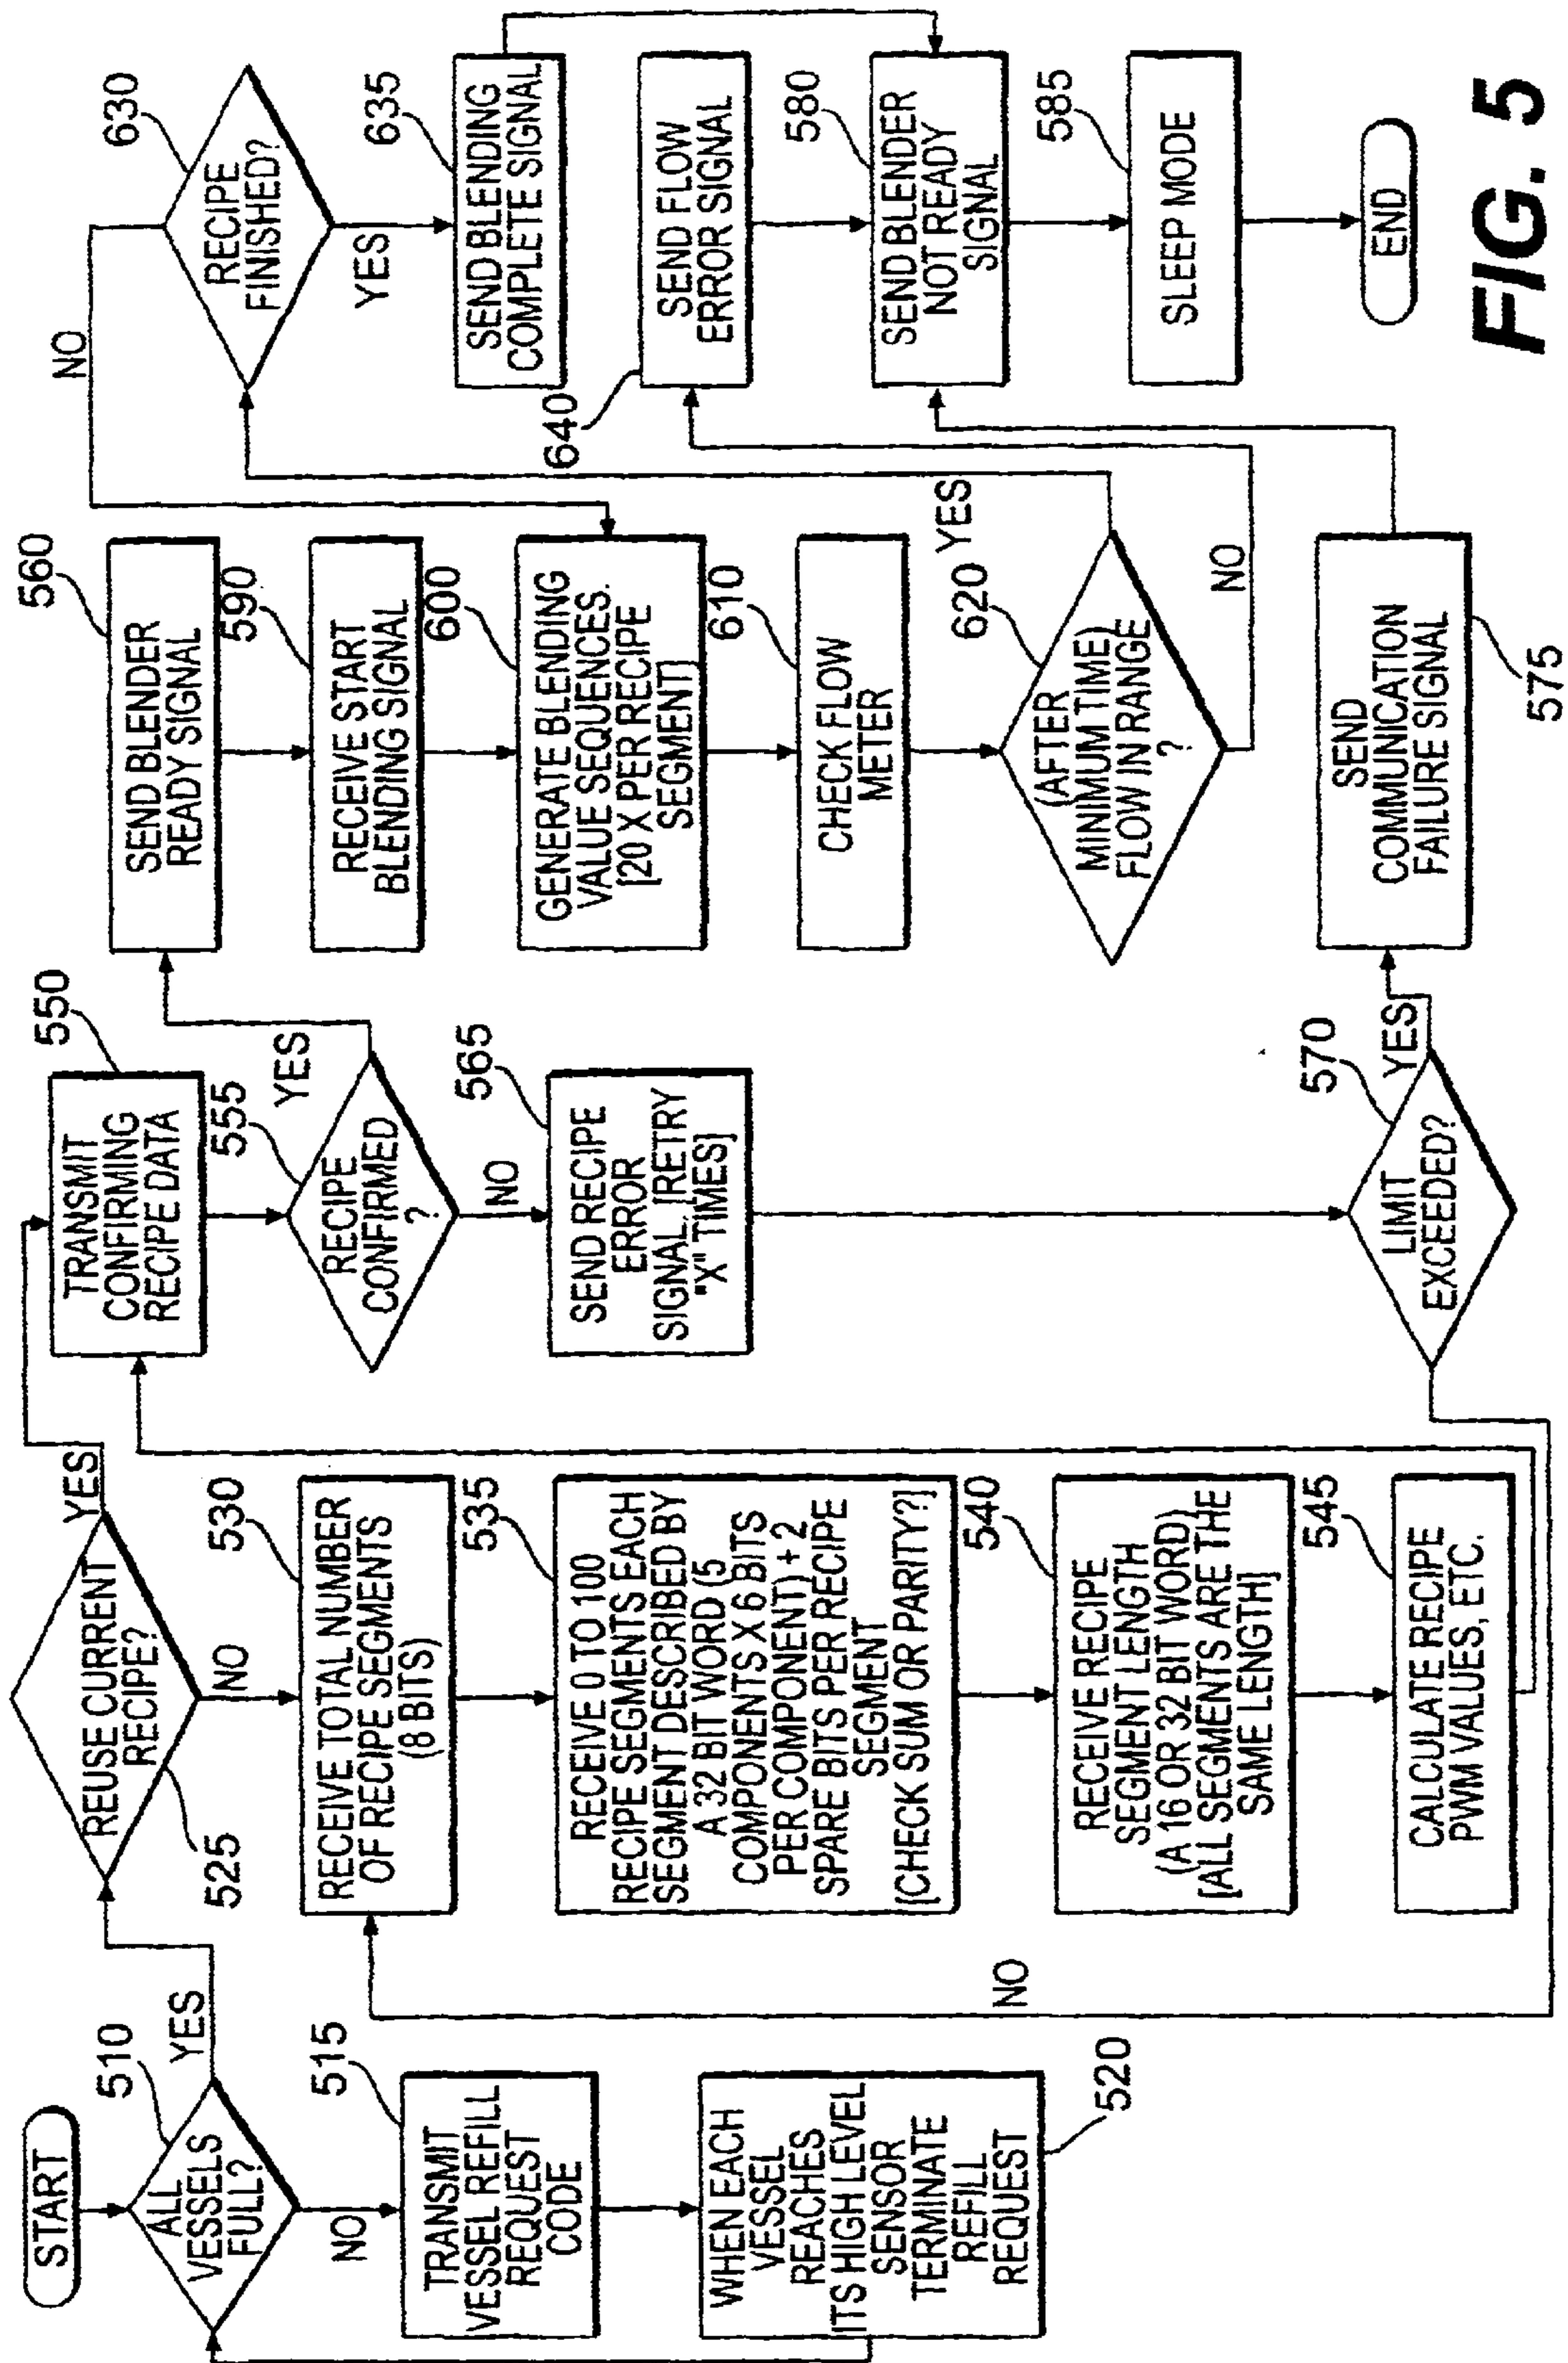 START
510
ALL
VESSELS
FULL?
YES
NO
515
TRANSMIT
VESSEL REFILL
REQUEST
CODE
WHEN EACH
VESSEL
REACHES
ITS HIGH LEVEL
SENSOR
TERMINATE
REFILL
REQUEST
520
REUSE CURRENT
RECIPE?
525
YES
NO
530
RECEIVE TOTAL NUMBER
OF RECIPE SEGMENTS
(8 BITS)
535
RECEIVE 0 TO 100
RECIPE SEGMENTS EACH
SEGMENT DESCRIBED BY
A 32 BIT WORD (5
COMPONENTS X 6 BITS
PER COMPONENT) + 2
SPARE BITS PER RECIPE
SEGMENT
[CHECK SUM OR PARITY?]
540
RECEIVE RECIPE
SEGMENT LENGTH
(A 16 OR 32 BIT WORD)
[ALL SEGMENTS ARE THE
SAME LENGTH]
545
CALCULATE RECIPE
PWM VALUES, ETC.
NO
550
TRANSMIT
CONFIRMING
RECIPE DATA
555
RECIPE
CONFIRMED
?
YES
NO
565
SEND RECIPE
ERROR
SIGNAL. [RETRY
"X" TIMES]
570
LIMIT
EXCEEDED?
YES
560
SEND BLENDER
READY SIGNAL
590
RECEIVE START
BLENDING SIGNAL
600
GENERATE BLENDING
VALUE SEQUENCES.
[20 X PER RECIPE
SEGMENT]
610
CHECK FLOW
METER
620
(AFTER
MINIMUM TIME)
FLOW IN RANGE
?
YES
NO
SEND
COMMUNICATION
FAILURE SIGNAL
575
NO
630
RECIPE
FINISHED?
YES
635
SEND BLENDING
COMPLETE SIGNAL
640
SEND FLOW
ERROR SIGNAL
580
SEND BLENDER
NOT READY
SIGNAL
585
SLEEP MODE
END
FIG. 5